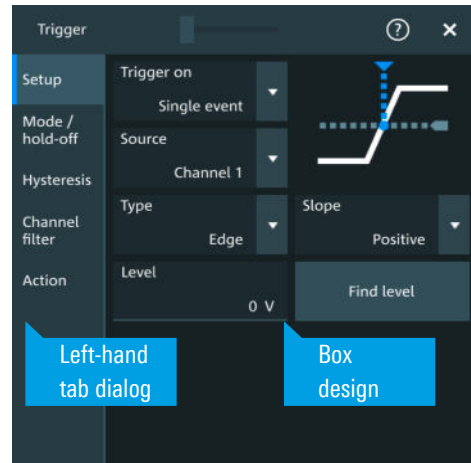 Trigger
?
Setup
Mode /
hold-off
Hysteresis
Channel
filter
Action
Trigger on
Single event
Source
Channel 1
Type
Edge
Slope
Positive
Level
0 V
Find level
Left-hand
tab dialog
Box
design